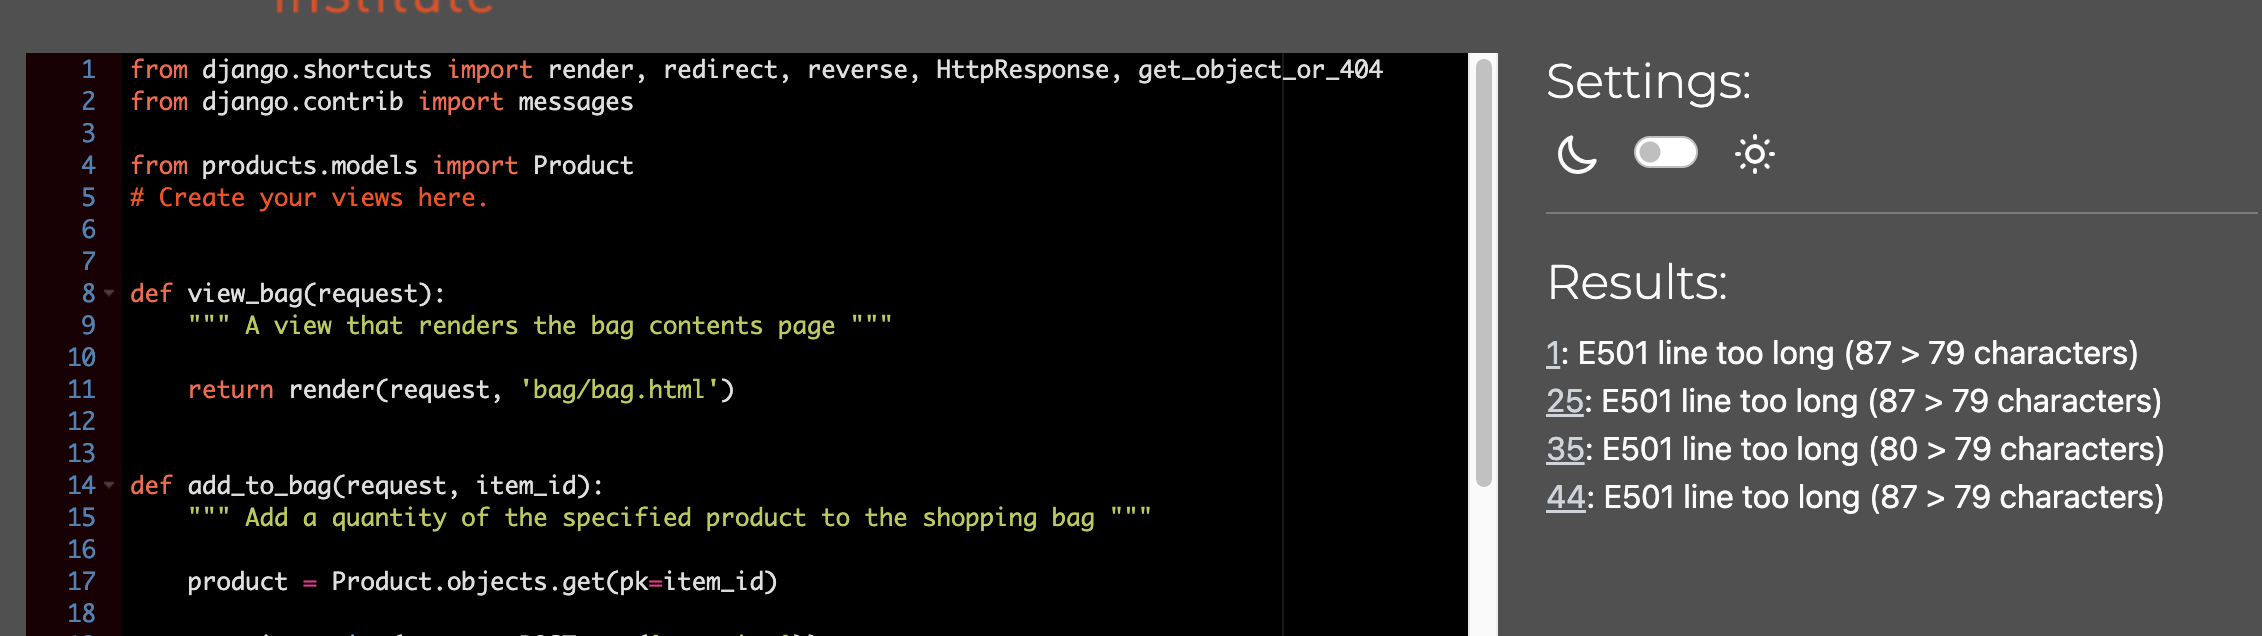 institute
1 from django.shortcuts import render, redirect, reverse, HttpResponse, get_object_or_404
2 from django.contrib import messages
3
4 from products.models import Product
5 # Create your views here.
6
7
8 def view_bag(request):
9 """ A view that renders the bag contents page """
10
11 return render(request, 'bag/bag.html')
12
13
14 def add_to_bag(request, item_id):
15 """ Add a quantity of the specified product to the shopping bag """
16
17 product = Product.objects.get(pk=item_id)
18
Settings:
Results:
1: E501 line too long (87 > 79 characters)
25: E501 line too long (87 > 79 characters)
35: E501 line too long (80 > 79 characters)
44: E501 line too long (87 > 79 characters)